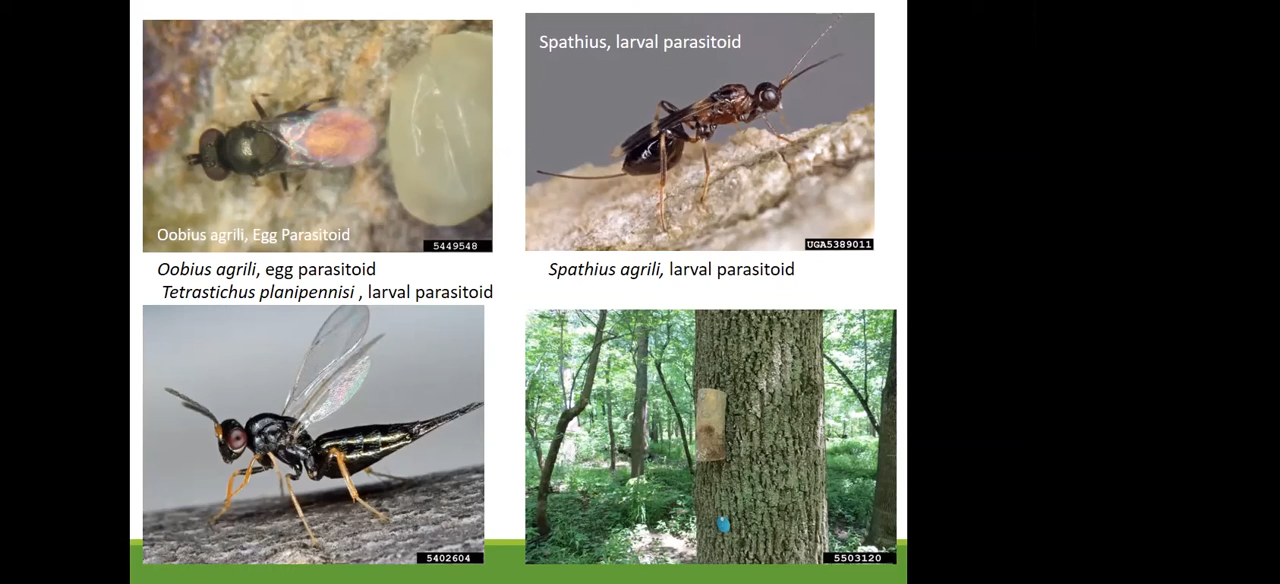 Spathius, larval parasitoid
Oobius agrili, Egg Parasitoid
5449548
UGA5389011
Oobius agrili, egg parasitoid
Spathius agrili, larval parasitoid
Tetrastichus planipennisi , larval parasitoid
5402604
5503120